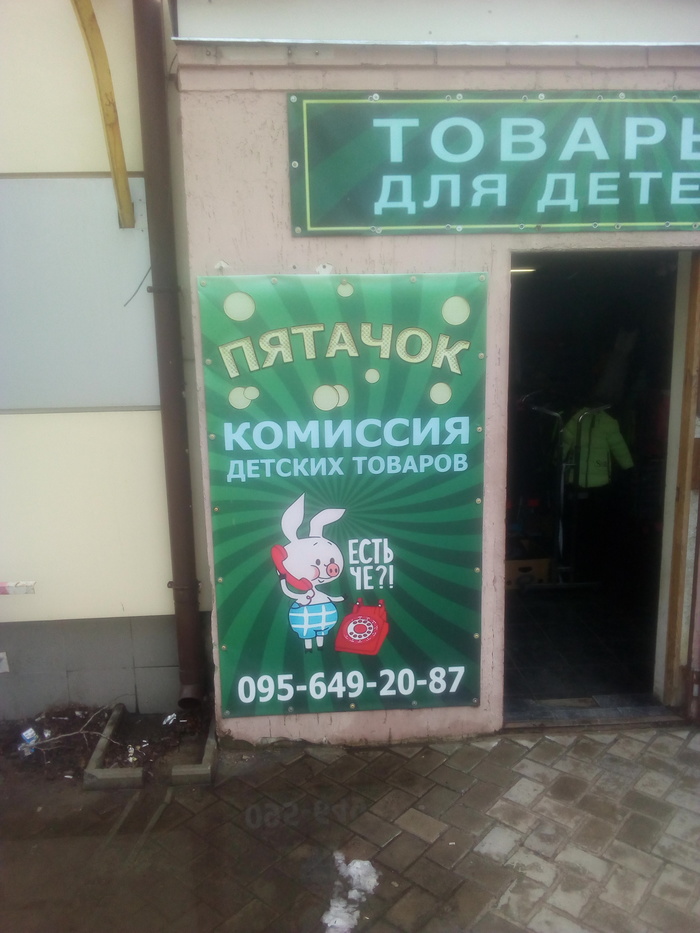 ТОВАРЫ
ДЛЯ ДЕТЕ
ПЯТАЧОК
КОМИССИЯ
ДЕТСКИХ ТОВАРОВ
ЕСТЬ
ЧЕ?!
095-649-20-87